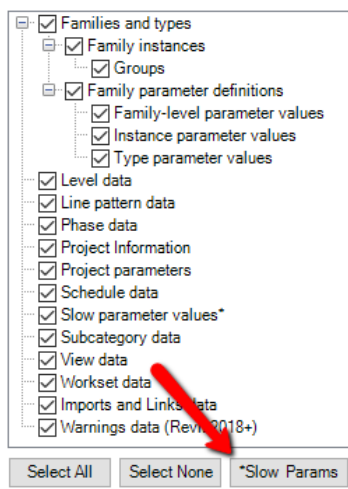 Families and types
Family instances
Groups
Family parameter definitions
Family-level parameter values
Instance parameter values
Type parameter values
Level data
Line pattern data
Phase data
Project Information
Project parameters
Schedule data
Slow parameter values*
Subcategory data
View data
Workset data
Imports and Links data
Warnings data (Revit 2018+)
Select All Select None *Slow Params